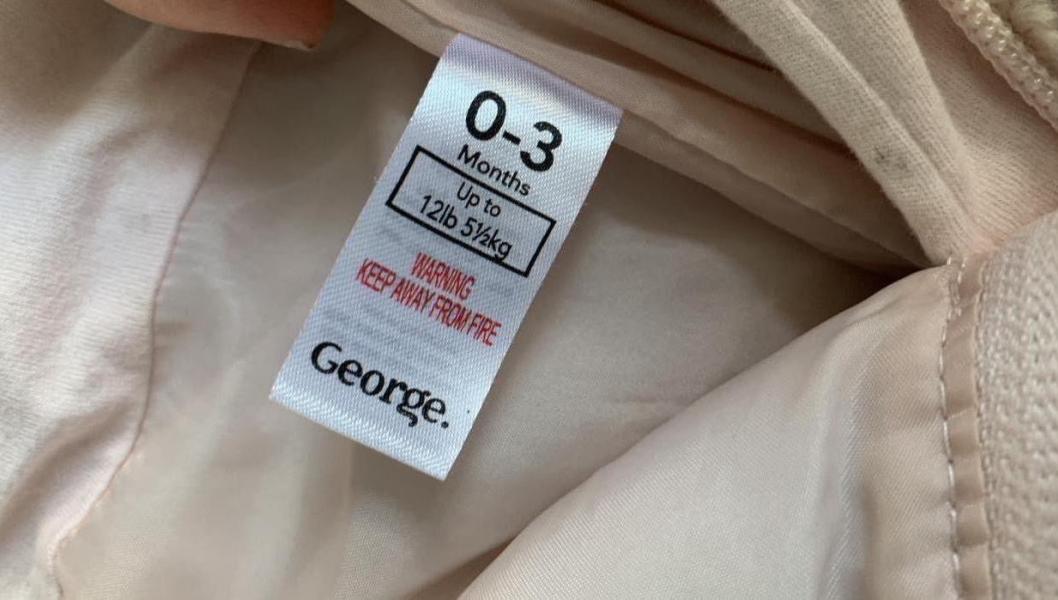 0-3
Months
Up to
12lb 5½kg
WARNING
KEEP AWAY FROM FIRE
George.